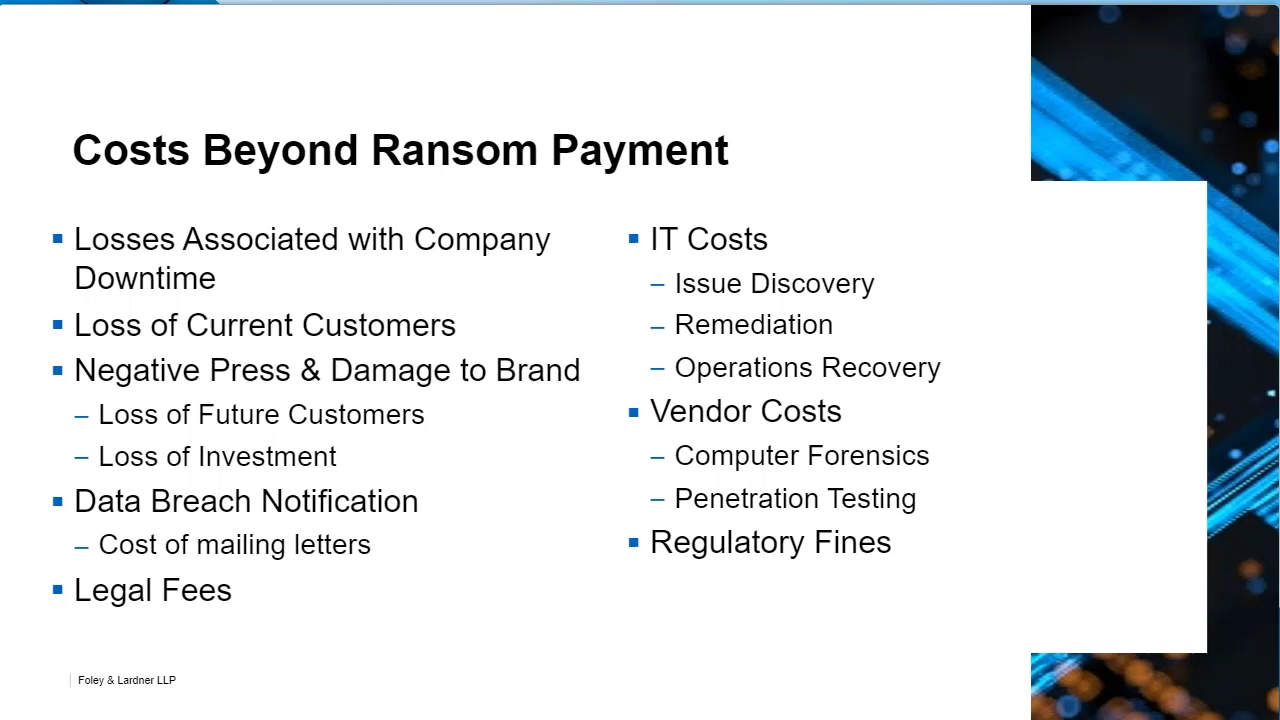 Costs Beyond Ransom Payment
▪ Losses Associated with Company
Downtime
▪ Loss of Current Customers
▪ Negative Press & Damage to Brand
– Loss of Future Customers
– Loss of Investment
▪ Data Breach Notification
– Cost of mailing letters
▪ Legal Fees
▪ IT Costs
– Issue Discovery
– Remediation
– Operations Recovery
▪ Vendor Costs
– Computer Forensics
– Penetration Testing
▪ Regulatory Fines
Foley & Lardner LLP